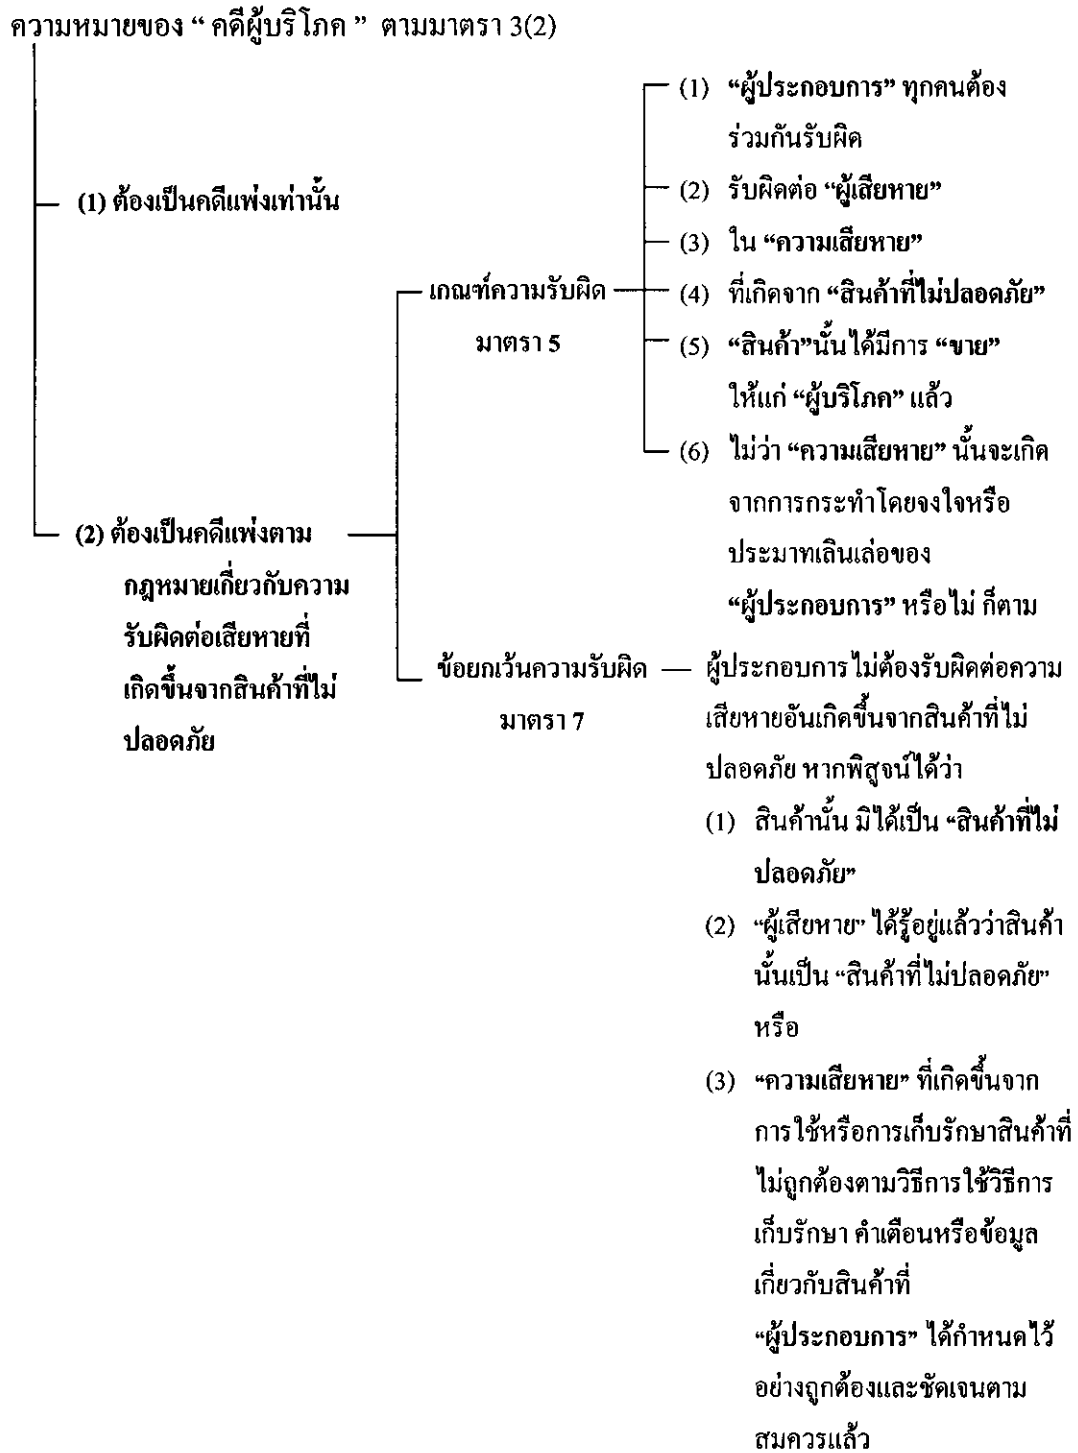 ความหมายของ “ คดีผู้บริโภค ” ตามมาตรา 3(2)
(1) ต้องเป็นคดีแพ่งเท่านั้น
(2) ต้องเป็นคดีแพ่งตาม
กฎหมายเกี่ยวกับความ
รับผิดต่อเสียหายที่
เกิดขึ้นจากสินค้าที่ไม่
ปลอดภัย
เกณฑ์ความรับผิด
มาตรา 5
(1) “ผู้ประกอบการ” ทุกคนต้อง
ร่วมกันรับผิด
(2) รับผิดต่อ “ผู้เสียหาย”
(3) ใน “ความเสียหาย”
(4) ที่เกิดจาก “สินค้าที่ไม่ปลอดภัย”
(5) “สินค้า”นั้นได้มีการ “ขาย”
ให้แก่ “ผู้บริโภค” แล้ว
(6) ไม่ว่า “ความเสียหาย” นั้นจะเกิด
จากการกระทำโดยจงใจหรือ
ประมาทเลินเล่อของ
“ผู้ประกอบการ” หรือไม่ ก็ตาม
ข้อยกเว้นความรับผิด
มาตรา 7
ผู้ประกอบการไม่ต้องรับผิดต่อความ
เสียหายอันเกิดขึ้นจากสินค้าที่ไม่
ปลอดภัย หากพิสูจน์ได้ว่า
(1) สินค้านั้น มิได้เป็น “สินค้าที่ไม่
ปลอดภัย”
(2) “ผู้เสียหาย” ได้รู้อยู่แล้วว่าสินค้า
นั้นเป็น “สินค้าที่ไม่ปลอดภัย”
หรือ
(3) “ความเสียหาย” ที่เกิดขึ้นจาก
การใช้หรือการเก็บรักษาสินค้าที่
ไม่ถูกต้องตามวิธีการใช้วิธีการ
เก็บรักษา คำเตือนหรือข้อมูล
เกี่ยวกับสินค้าที่
“ผู้ประกอบการ” ได้กำหนดไว้
อย่างถูกต้องและชัดเจนตาม
สมควรแล้ว